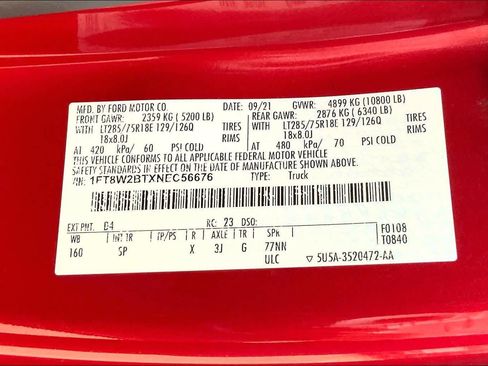 MFD. BY FORD MOTOR CO.
09/21 GVWR: 4899 KG (10800 LB)
FRONT GAWR: 2359 KG (5200 LB)
REAR GAWR: 2876 KG (6340 LB)
WITH LT285/75R18E 129/126Q TIRES
WITH LT285/75R18E 129/126Q TIRES
18x8.0J RIMS
18x8.0J RIMS
AT 420 kPa/ 60 PSI COLD
AT 480 kPa/ 70 PSI COLD
THIS VEHICLE CONFORMS TO ALL APPLICABLE FEDERAL MOTOR VEHICLE
SAFETY STANDARDS IN EFFECT ON THE DATE OF MANUFACTURE SHOWN ABOVE.
VIN: 1FT8W2BTXNEC56676 TYPE: Truck
EXT PNT: D4 RC: 23 DSO: F0108
WB INT TR TP/PS R AXLE TR SPR T0840
160 SP X 3J G 77NN
ULC ▽ 5U5A-3520472-AA